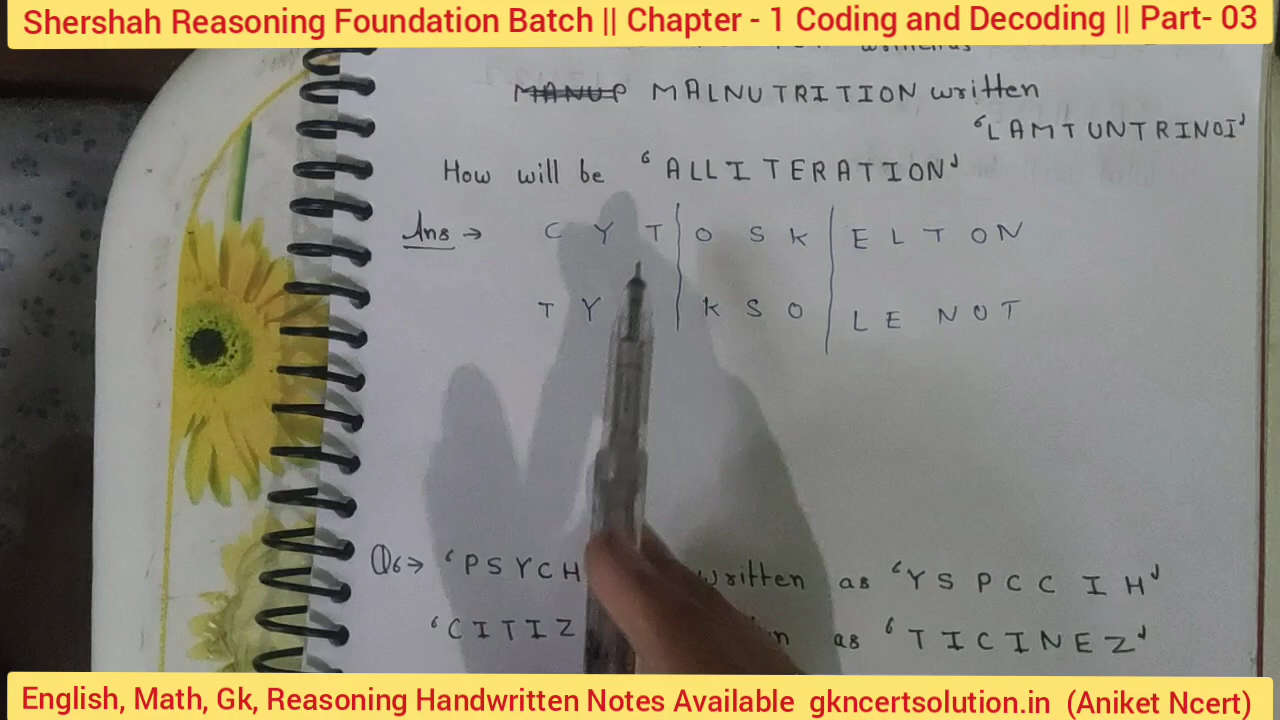 Shershah Reasoning Foundation Batch || Chapter - 1 Coding and Decoding || Part- 03
MALNUTRITION written
'LAMTUNTRINOI'
How will be 'ALLITERATION'
Ans → C Y T | O S K | E L T O N
T Y | K S O | L E N O T
Q6→ 'PSYCH written as 'YSPCCIH'
'CITIZ as 'TICINEZ'
English, Math, Gk, Reasoning Handwritten Notes Available gkncertsolution.in (Aniket Ncert)